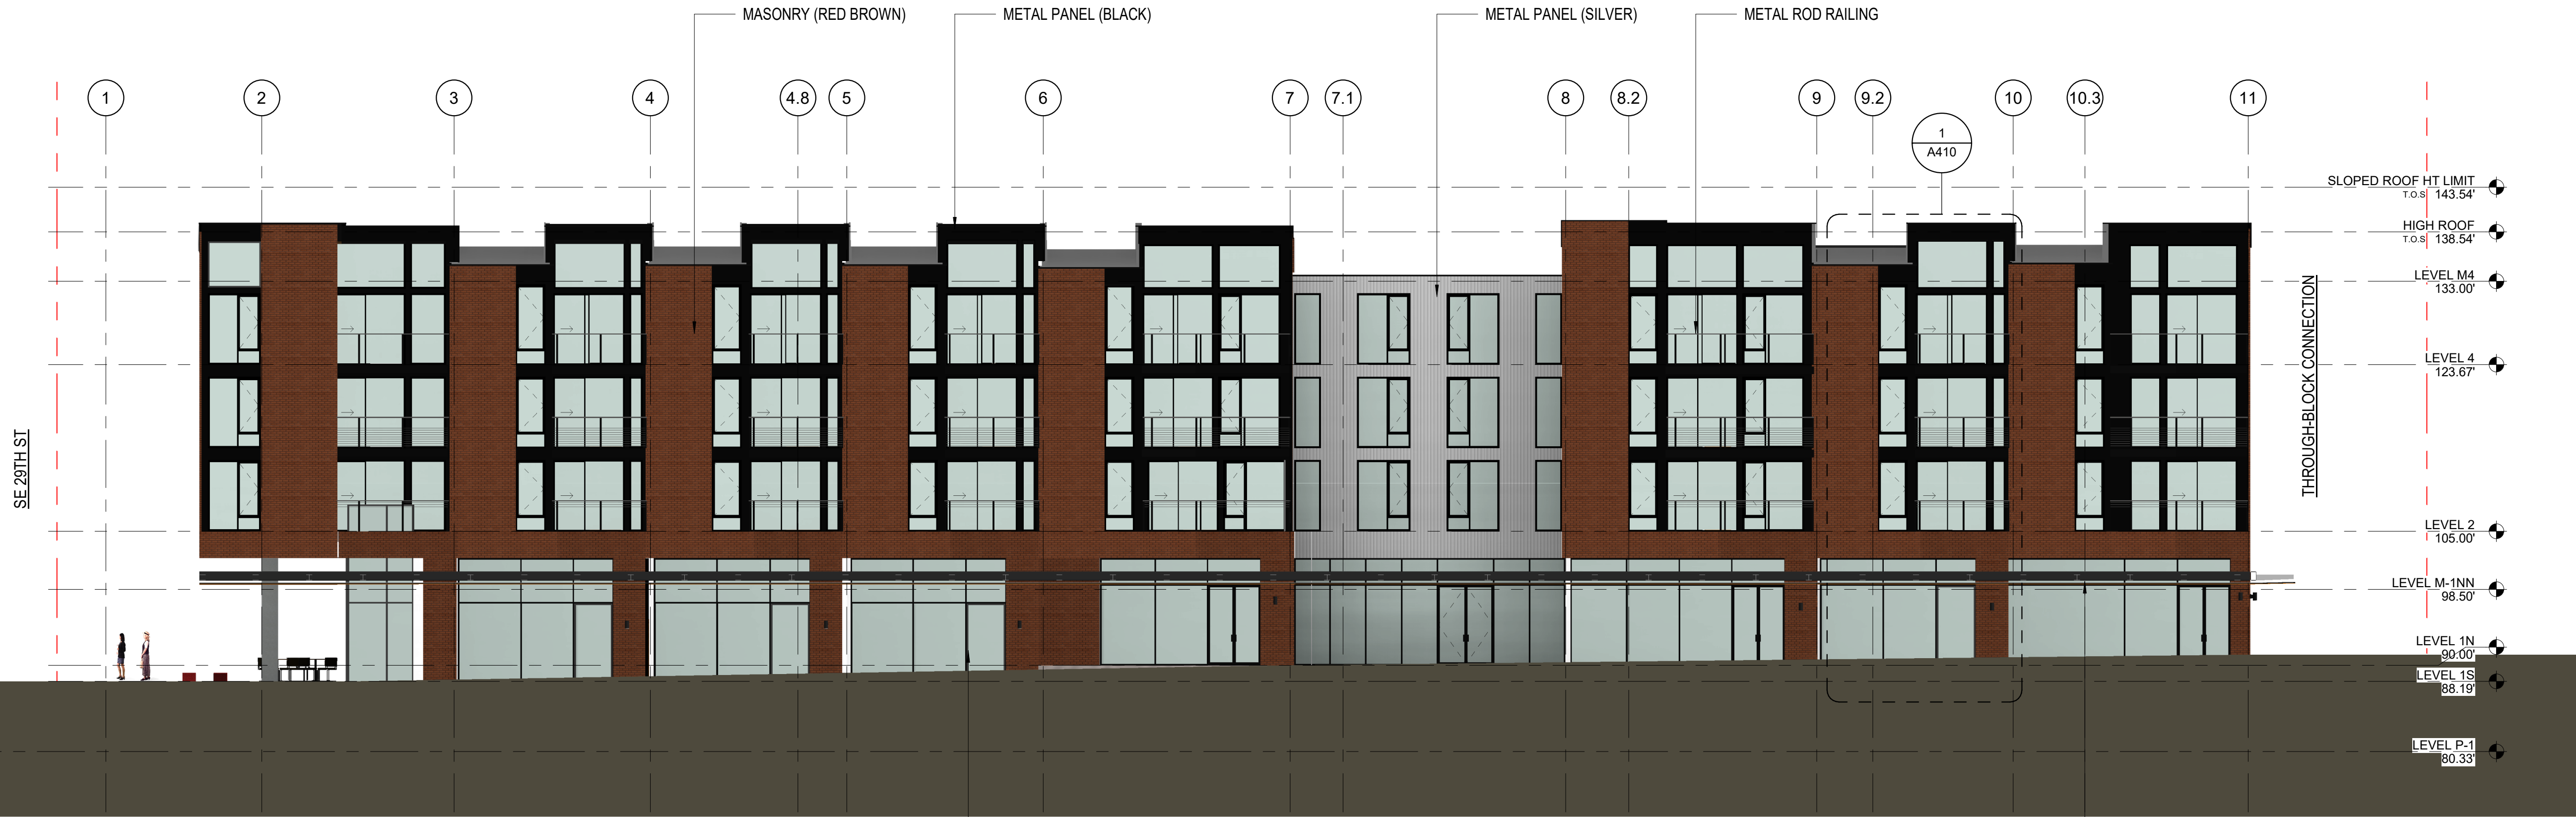 MASONRY (RED BROWN)
METAL PANEL (BLACK)
METAL PANEL (SILVER)
METAL ROD RAILING
1
2
3
4
4.8
5
6
7
7.1
8
8.2
9
9.2
10
10.3
11
1
A410
SLOPED ROOF HT LIMIT
T.O.S 143.54'
HIGH ROOF
T.O.S 138.54'
LEVEL M4
133.00'
LEVEL 4
123.67'
LEVEL 2
105.00'
LEVEL M-1NN
98.50'
LEVEL 1N
90.00'
LEVEL 1S
88.19'
LEVEL P-1
80.33'
SE 29TH ST
THROUGH-BLOCK CONNECTION